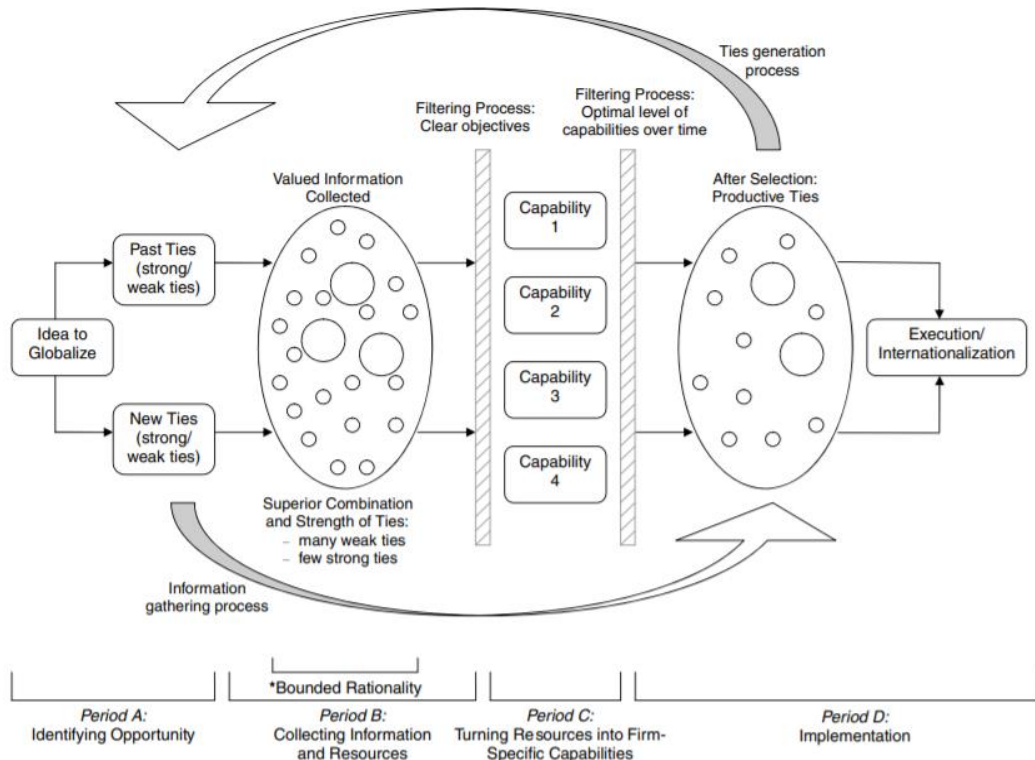 Ties generation
process
Filtering Process:
Clear objectives
Filtering Process:
Optimal level of
capabilities over time
Valued Information
Collected
After Selection:
Productive Ties
Past Ties
(strong/
weak ties)
Idea to
Globalize
New Ties
(strong/
weak ties)
Capability
1
Capability
2
Capability
3
Capability
4
Execution/
Internationalization
Superior Combination
and Strength of Ties:
– many weak ties
– few strong ties
Information
gathering process
*Bounded Rationality
Period A:
Identifying Opportunity
Period B:
Collecting Information
and Resources
Period C:
Turning Resources into Firm-
Specific Capabilities
Period D:
Implementation